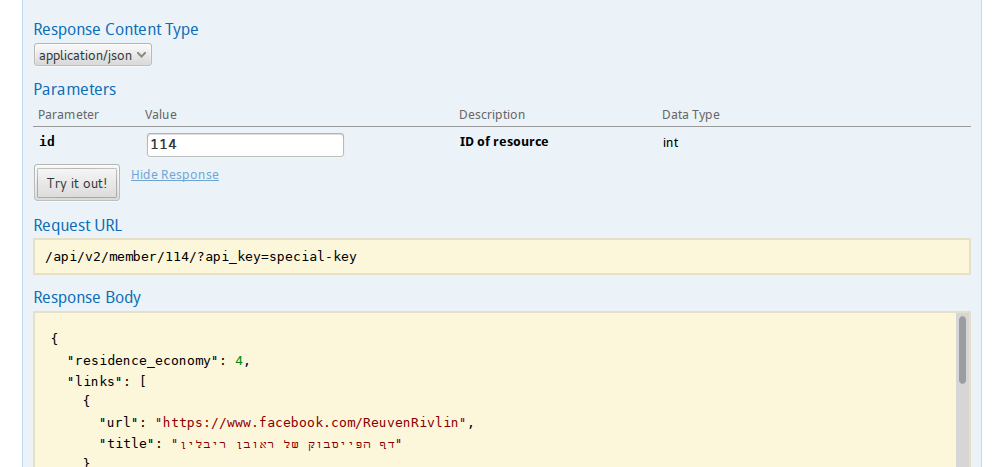 Response Content Type
application/json
Parameters
Parameter Value Description Data Type
id 114 ID of resource int
Try it out! Hide Response
Request URL
/api/v2/member/114/?api_key=special-key
Response Body
{
"residence_economy": 4,
"links": [
{
"url": "https://www.facebook.com/ReuvenRivlin",
"title": "דף הפייסבוק של ראובן ריבלין"
}